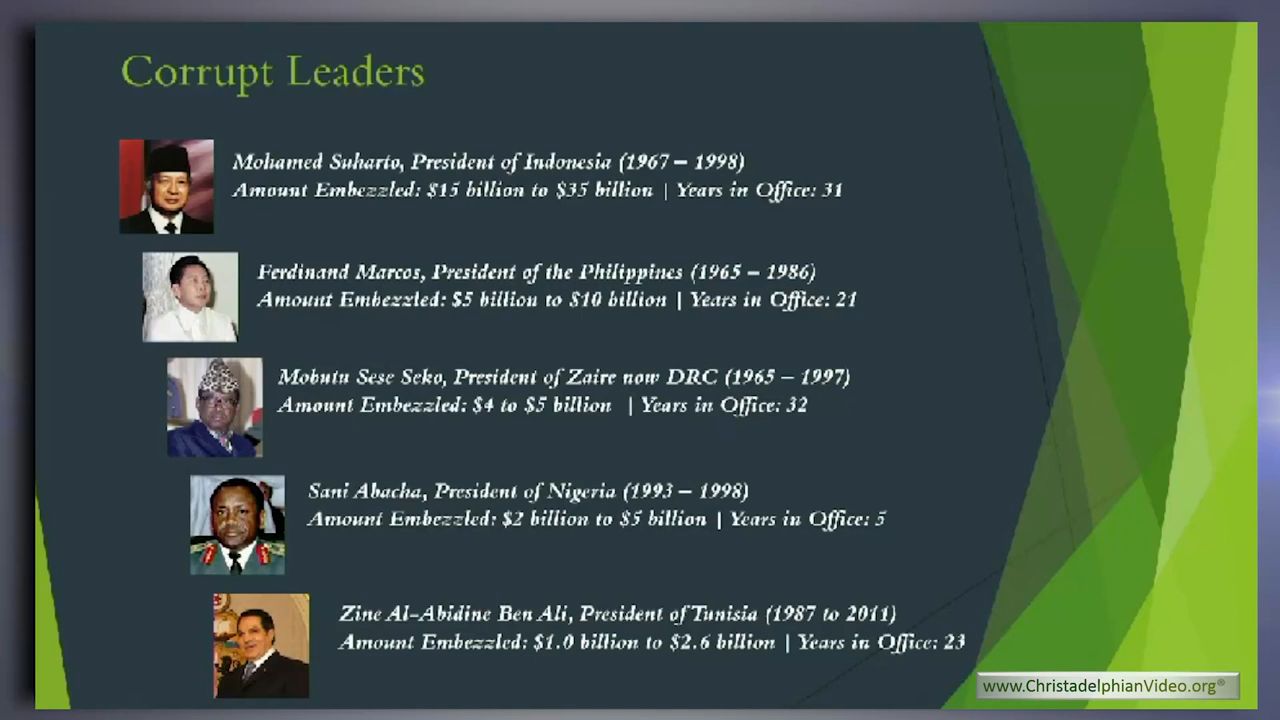 Corrupt Leaders
Mohamed Suharto, President of Indonesia (1967 – 1998)
Amount Embezzled: $15 billion to $35 billion | Years in Office: 31
Ferdinand Marcos, President of the Philippines (1965 – 1986)
Amount Embezzled: $5 billion to $10 billion | Years in Office: 21
Mobutu Sese Seko, President of Zaire now DRC (1965 – 1997)
Amount Embezzled: $4 to $5 billion | Years in Office: 32
Sani Abacha, President of Nigeria (1993 – 1998)
Amount Embezzled: $2 billion to $5 billion | Years in Office: 5
Zine Al-Abidine Ben Ali, President of Tunisia (1987 to 2011)
Amount Embezzled: $1.0 billion to $2.6 billion | Years in Office: 23
www.ChristadelphianVideo.org®